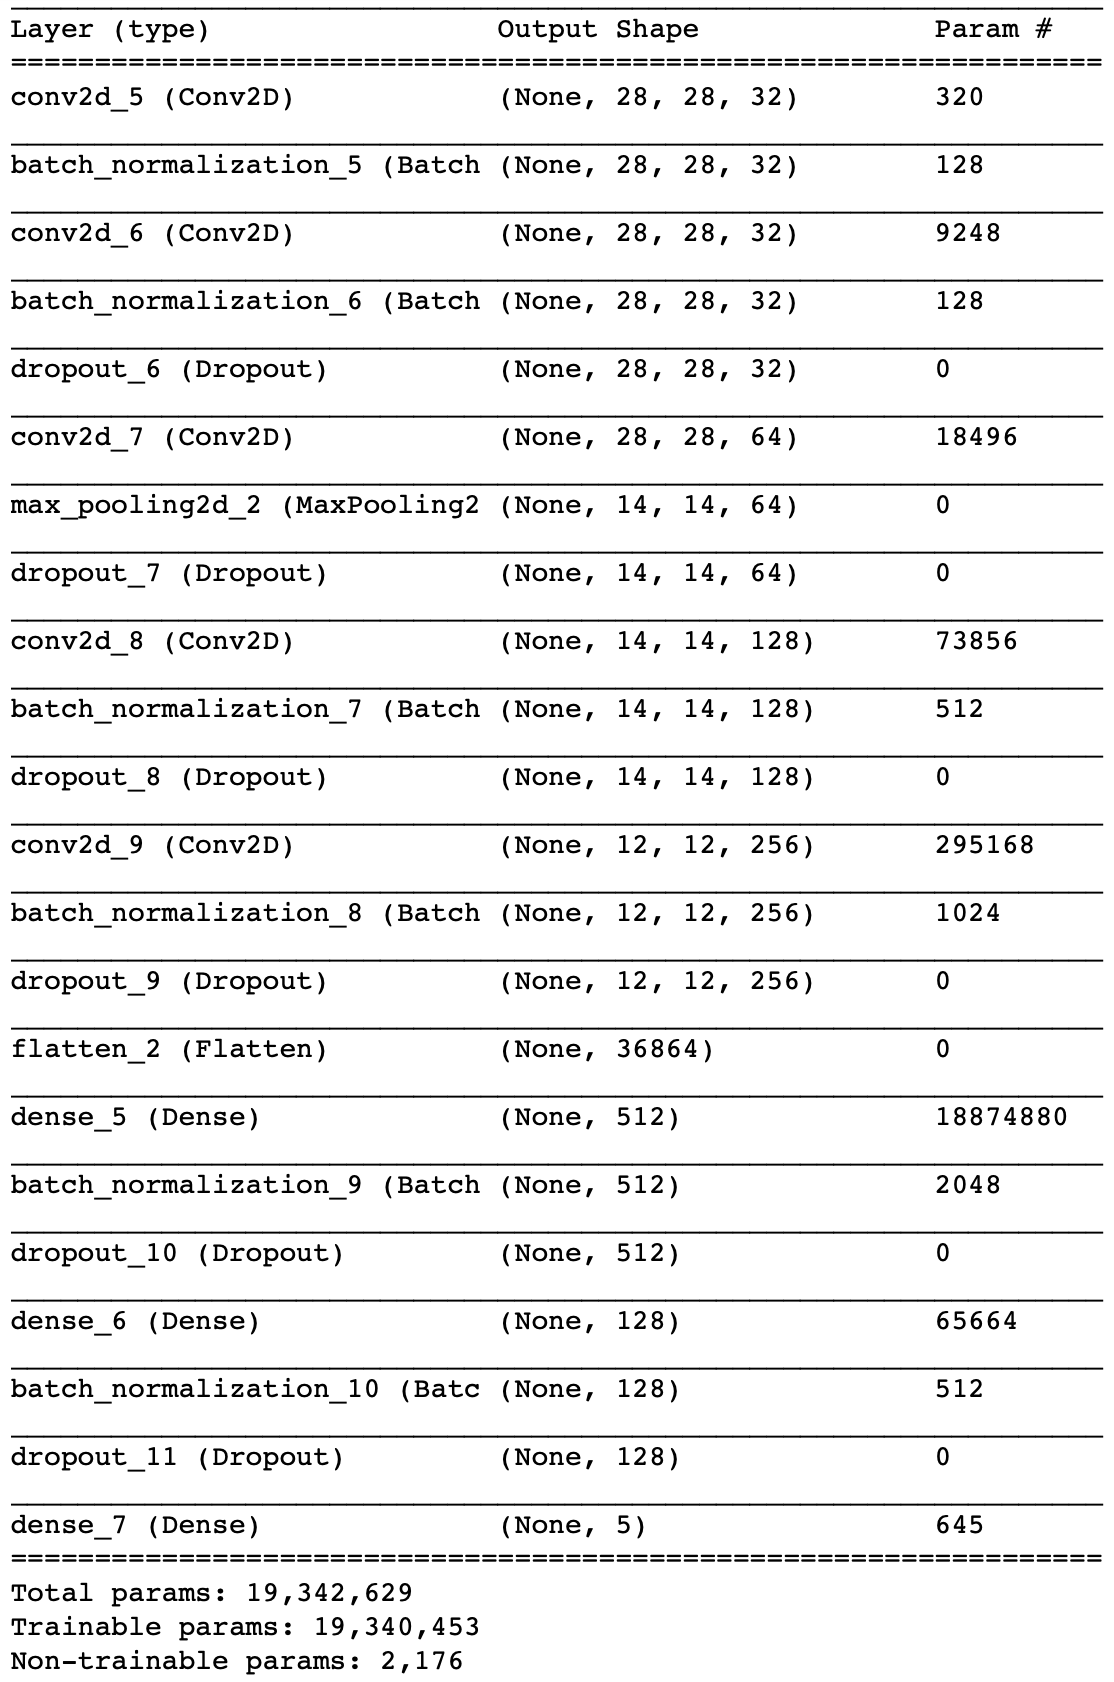 Layer (type) Output Shape Param #
=================================================================
conv2d_5 (Conv2D) (None, 28, 28, 32) 320
batch_normalization_5 (Batch (None, 28, 28, 32) 128
conv2d_6 (Conv2D) (None, 28, 28, 32) 9248
batch_normalization_6 (Batch (None, 28, 28, 32) 128
dropout_6 (Dropout) (None, 28, 28, 32) 0
conv2d_7 (Conv2D) (None, 28, 28, 64) 18496
max_pooling2d_2 (MaxPooling2 (None, 14, 14, 64) 0
dropout_7 (Dropout) (None, 14, 14, 64) 0
conv2d_8 (Conv2D) (None, 14, 14, 128) 73856
batch_normalization_7 (Batch (None, 14, 14, 128) 512
dropout_8 (Dropout) (None, 14, 14, 128) 0
conv2d_9 (Conv2D) (None, 12, 12, 256) 295168
batch_normalization_8 (Batch (None, 12, 12, 256) 1024
dropout_9 (Dropout) (None, 12, 12, 256) 0
flatten_2 (Flatten) (None, 36864) 0
dense_5 (Dense) (None, 512) 18874880
batch_normalization_9 (Batch (None, 512) 2048
dropout_10 (Dropout) (None, 512) 0
dense_6 (Dense) (None, 128) 65664
batch_normalization_10 (Batc (None, 128) 512
dropout_11 (Dropout) (None, 128) 0
dense_7 (Dense) (None, 5) 645
=================================================================
Total params: 19,342,629
Trainable params: 19,340,453
Non-trainable params: 2,176